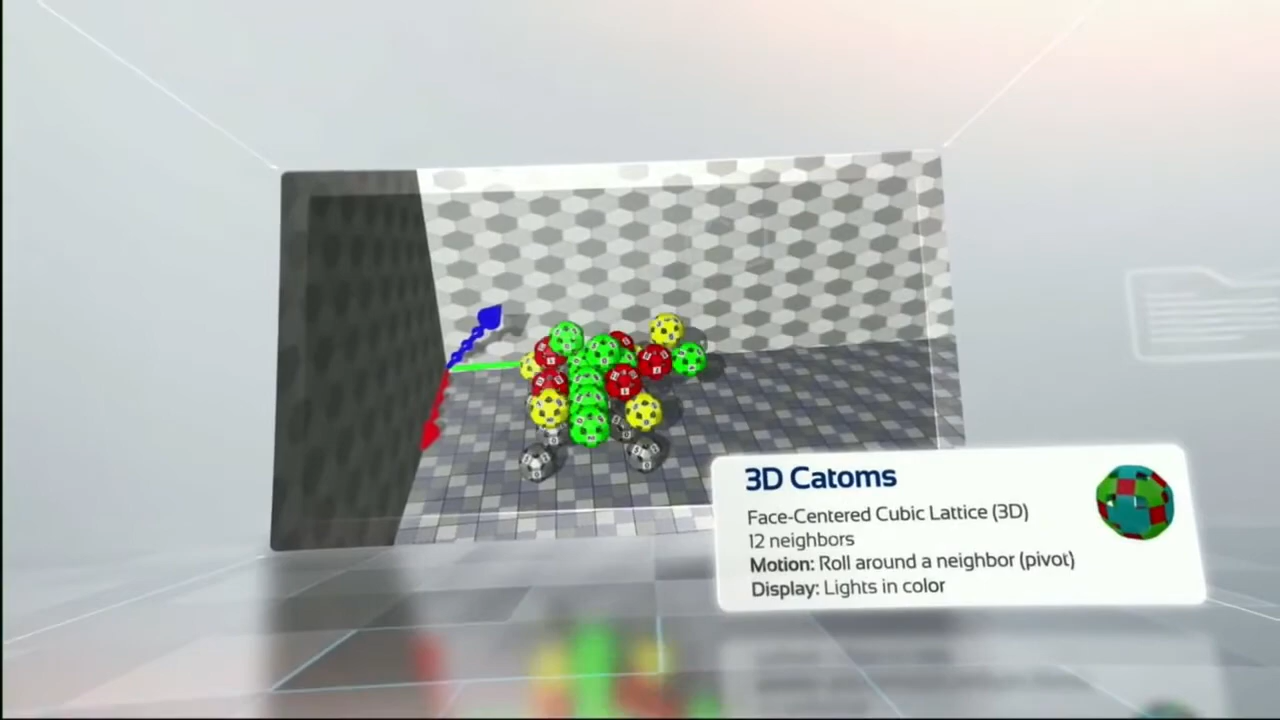 3D Catoms
Face-Centered Cubic Lattice (3D)
12 neighbors
Motion: Roll around a neighbor (pivot)
Display: Lights in color